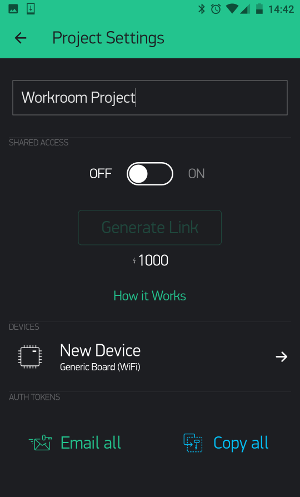 14:42
Project Settings
Workroom Project
SHARED ACCESS
OFF ON
Generate Link
1000
How it Works
DEVICES
New Device
Generic Board (WiFi)
AUTH TOKENS
Email all Copy all